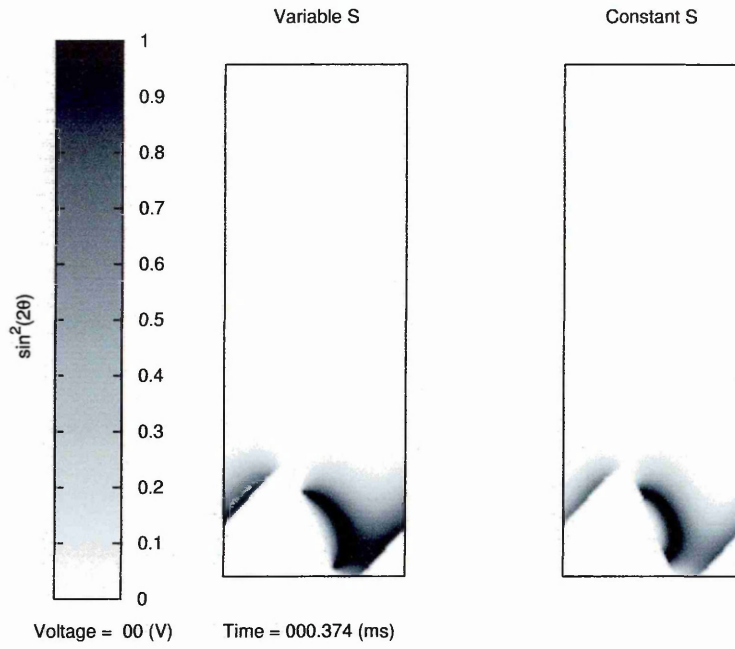 Variable S
Constant S
1
0.9
0.8
0.7
0.6
0.5
0.4
0.3
0.2
0.1
0
sin²(2θ)
Voltage = 00 (V)
Time = 000.374 (ms)